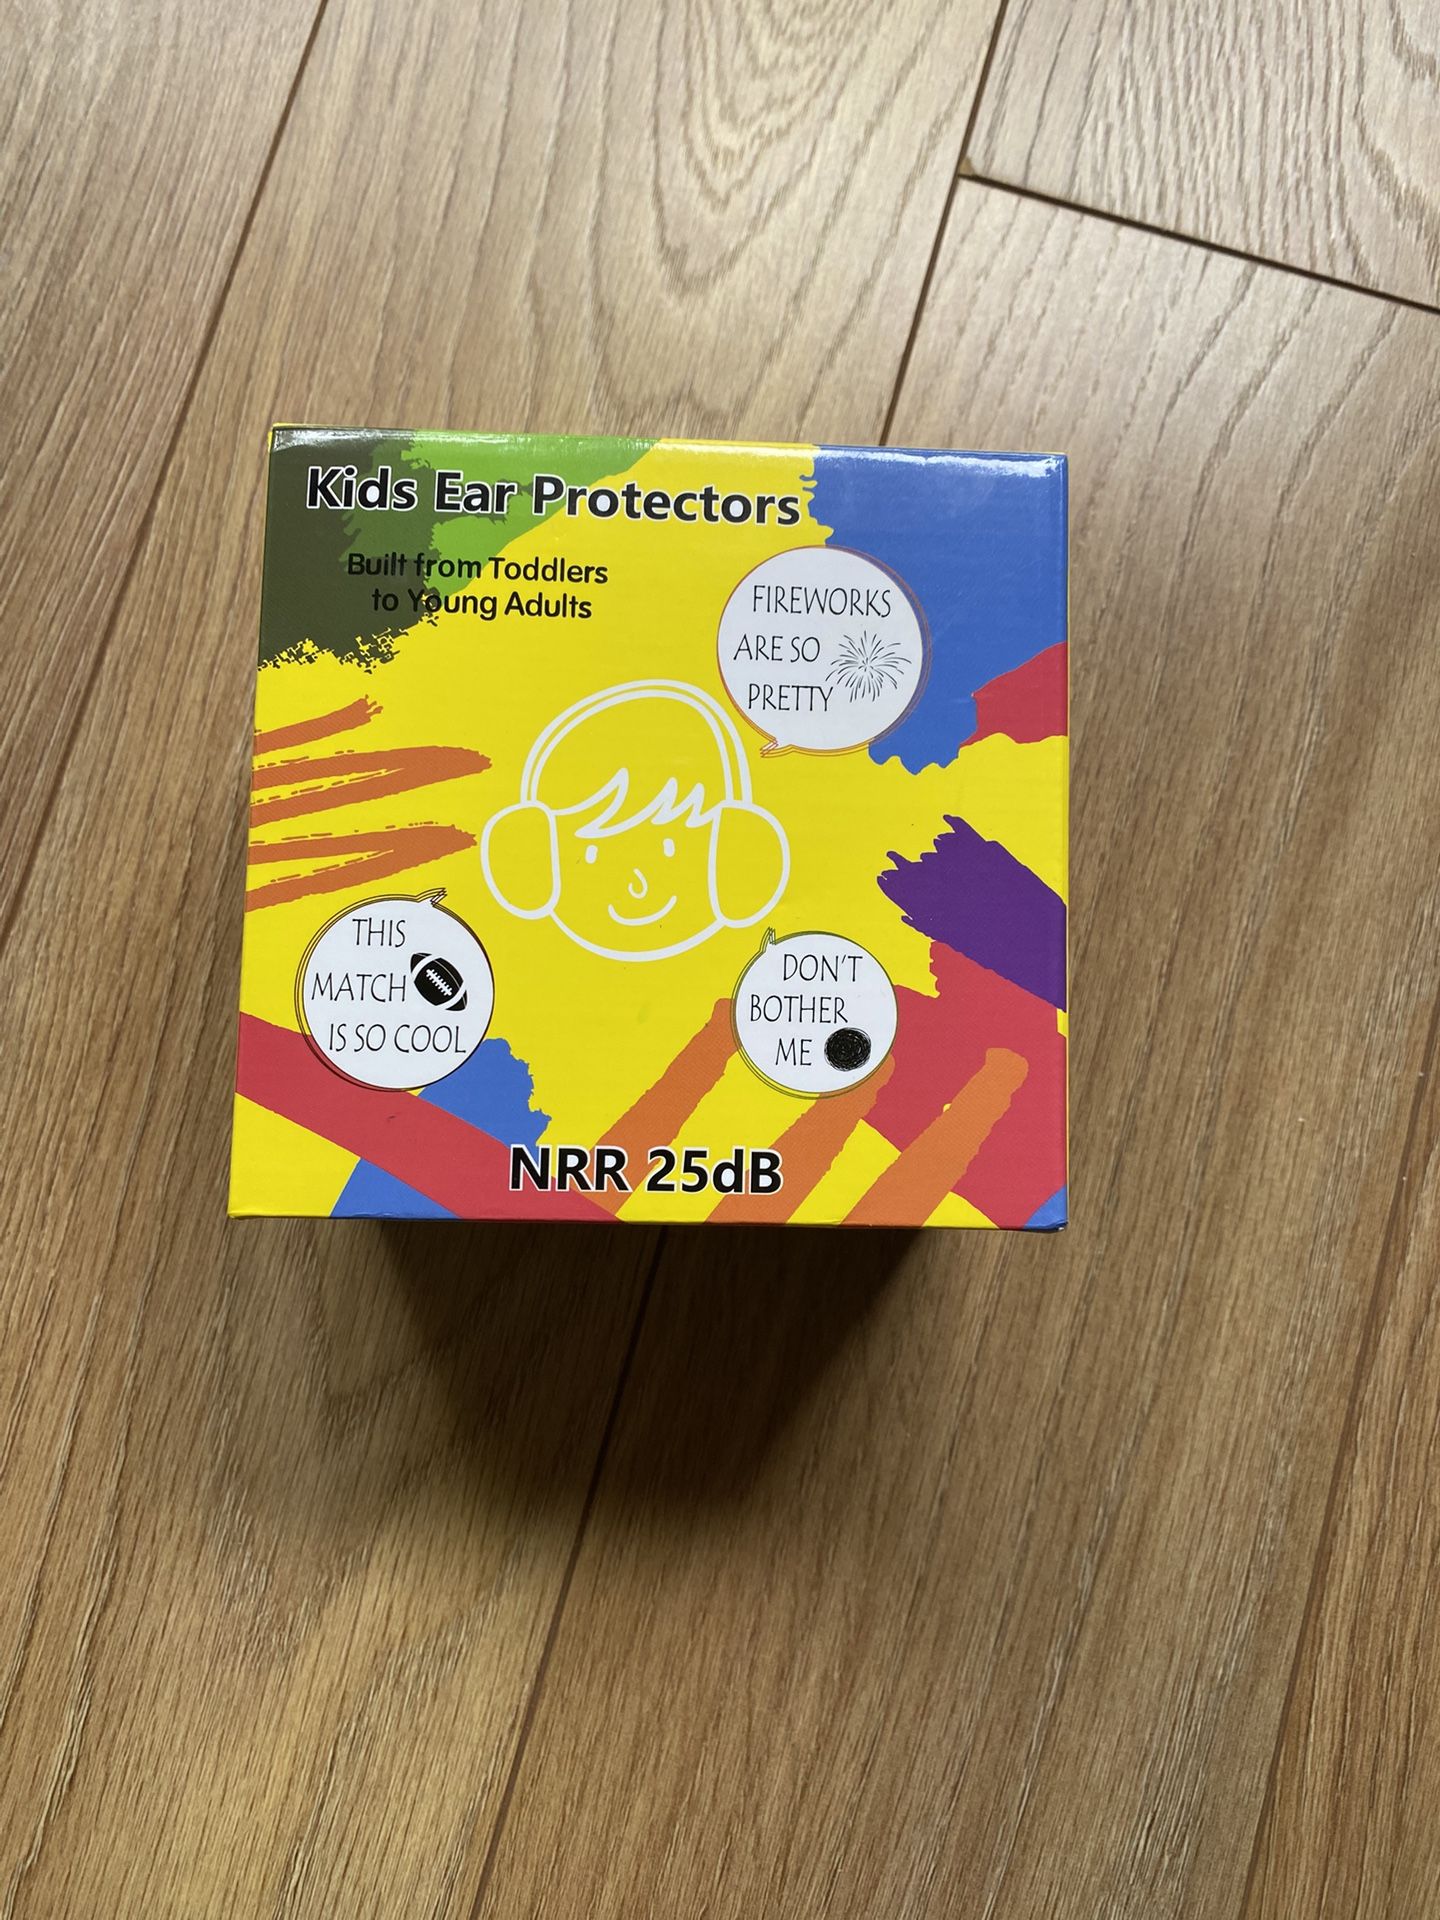 Kids Ear Protectors
Built from Toddlers
to Young Adults
FIREWORKS
ARE SO
PRETTY
THIS
MATCH
IS SO COOL
DON'T
BOTHER
ME
NRR 25dB